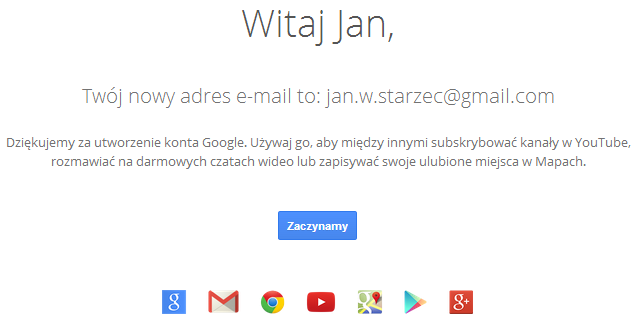 Witaj Jan,
Twój nowy adres e-mail to: jan.w.starzec@gmail.com
Dziękujemy za utworzenie konta Google. Używaj go, aby między innymi subskrybować kanały w YouTube,
rozmawiać na darmowych czatach wideo lub zapisywać swoje ulubione miejsca w Mapach.
Zaczynamy